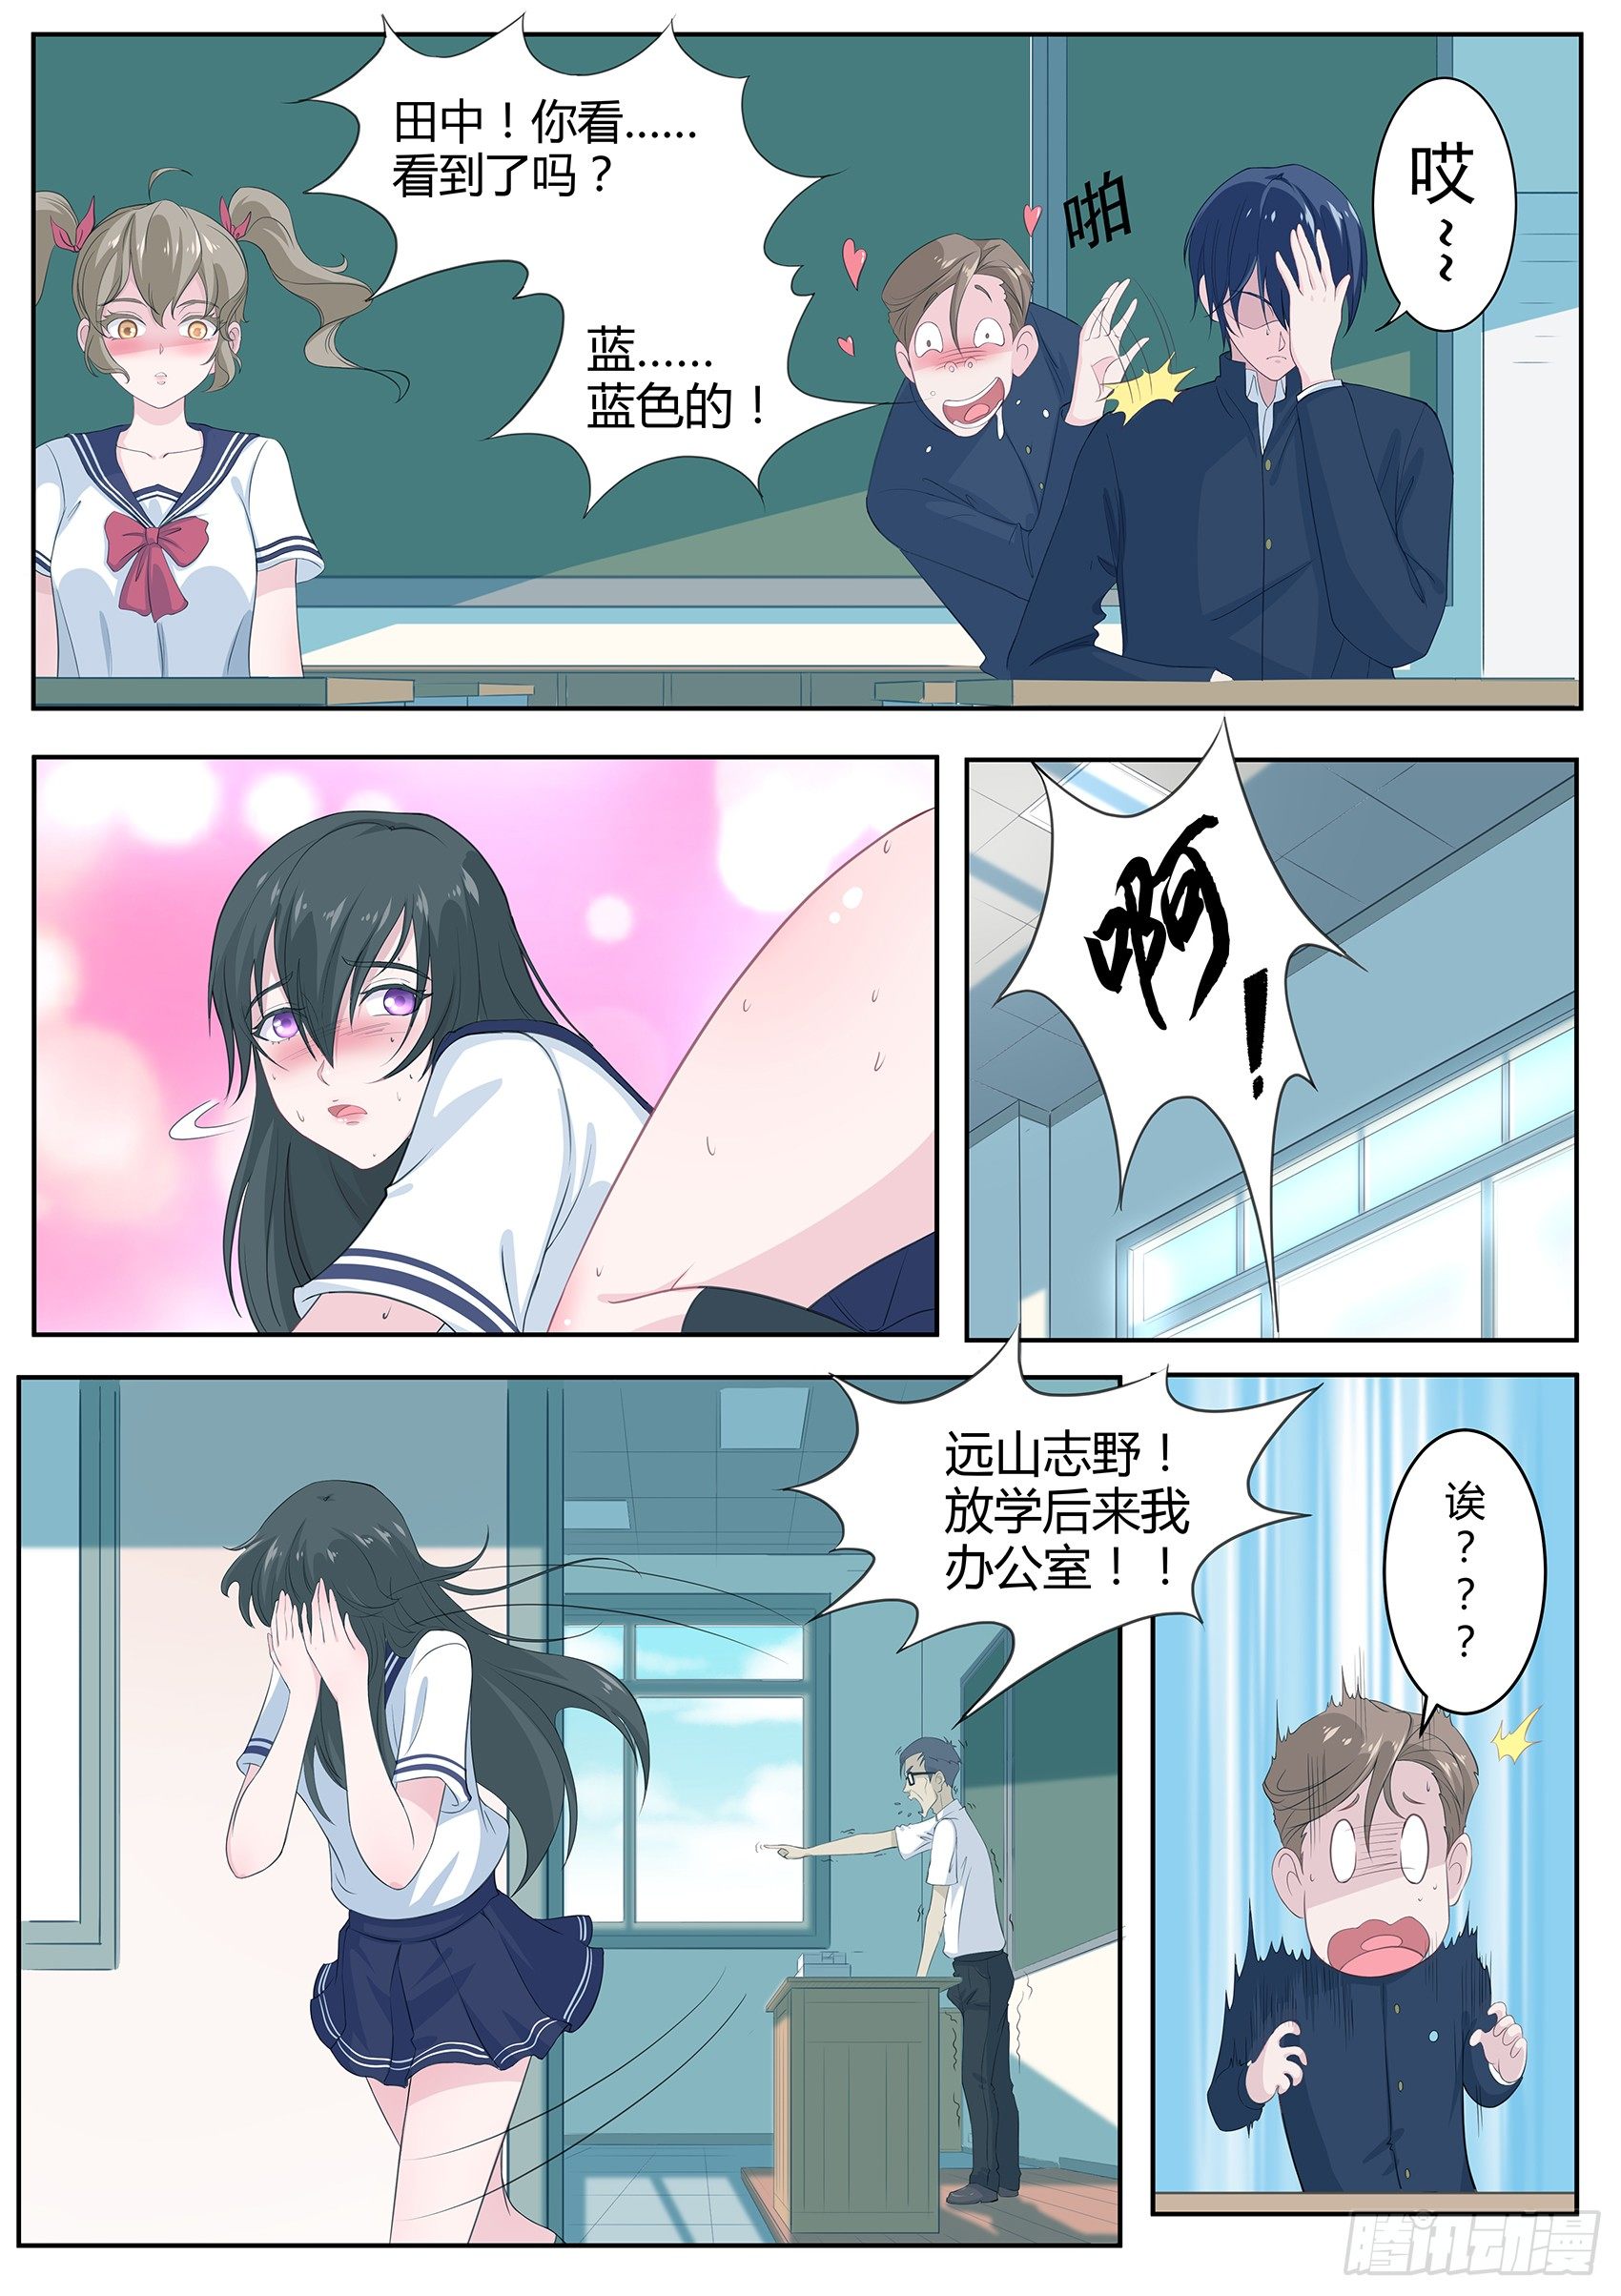 田中！你看……
看到了吗？
蓝……
蓝色的！
啪
哎~~
啊！
远山志野！
放学后来我
办公室！！
诶？？？
腾讯动漫